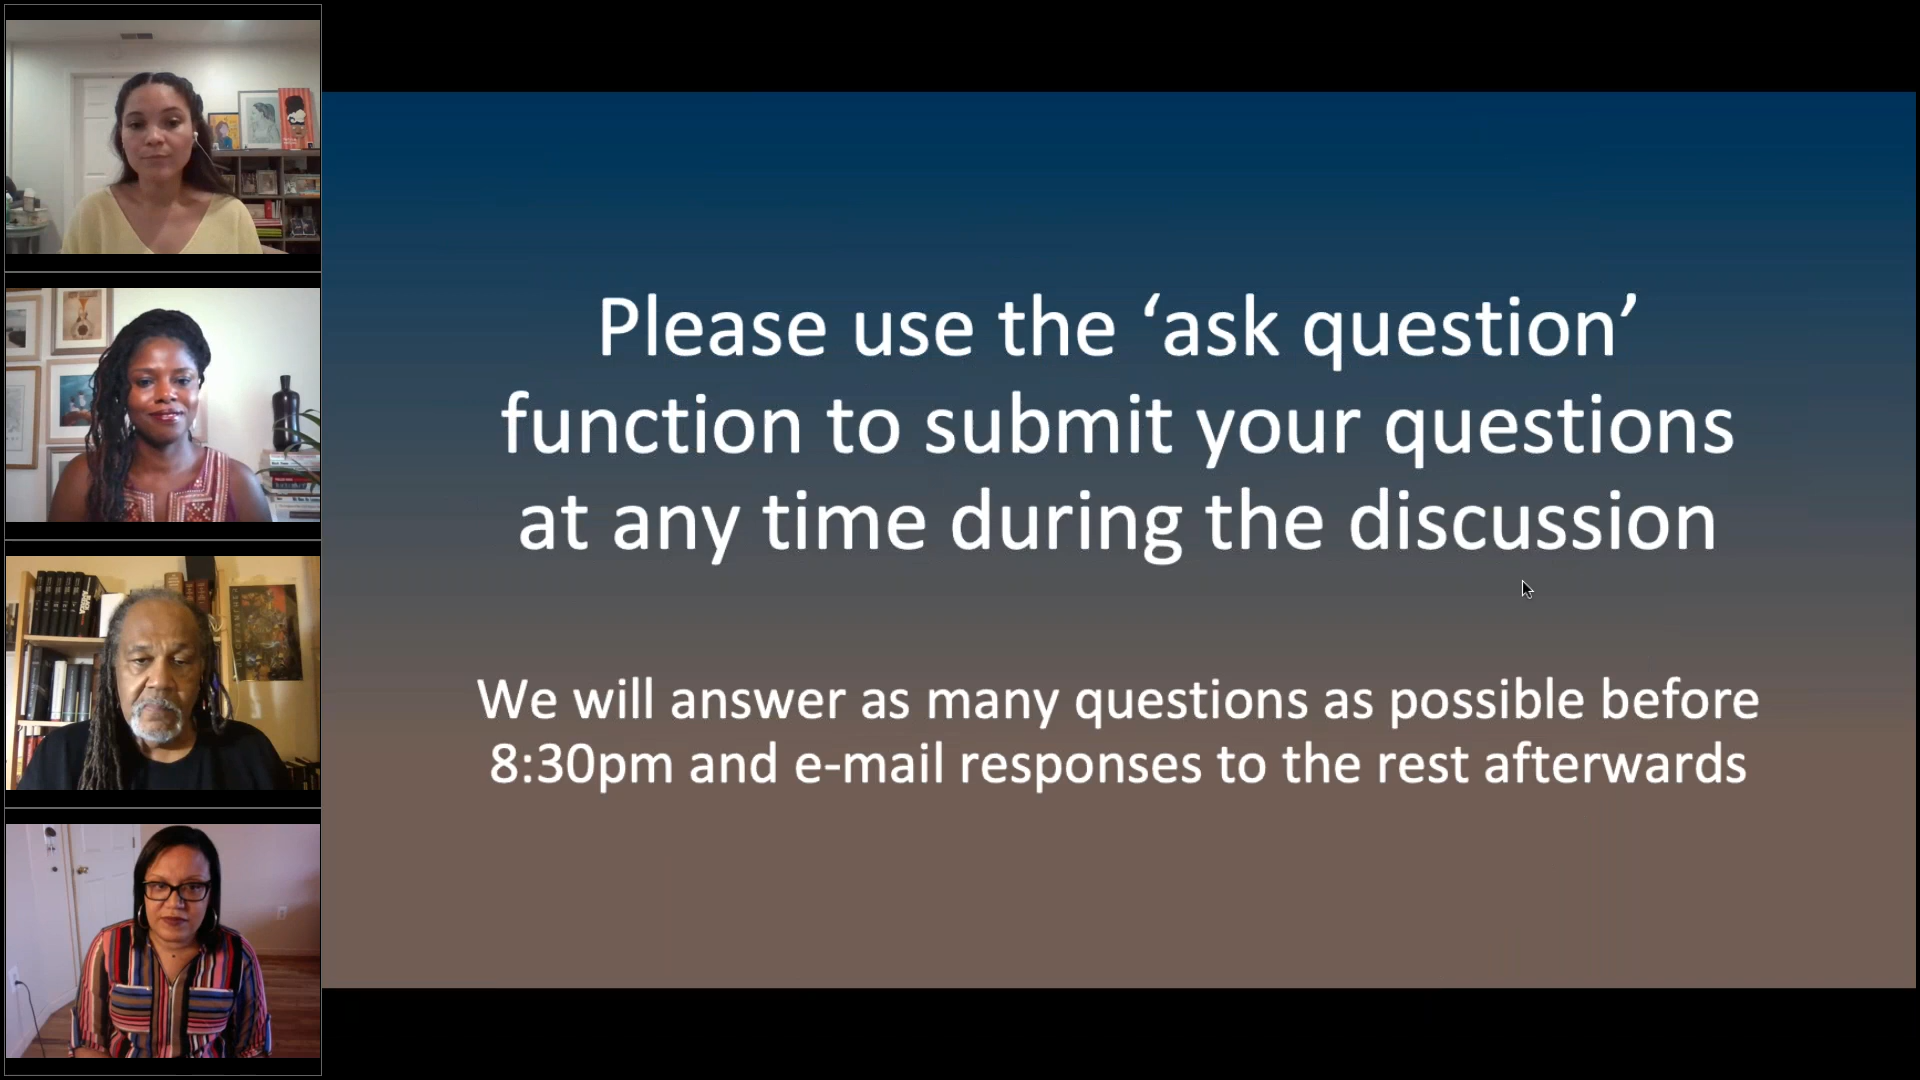 Please use the ‘ask question’
function to submit your questions
at any time during the discussion
We will answer as many questions as possible before
8:30pm and e-mail responses to the rest afterwards